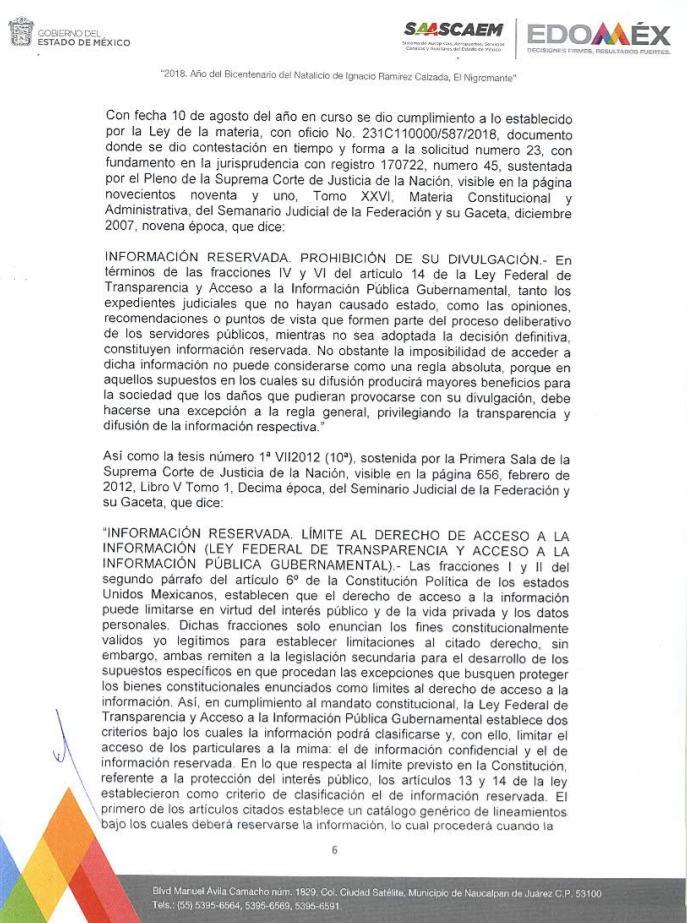 GOBIERNO DEL
ESTADO DE MÉXICO
SAASCAEM
Sistema de Autopistas, Aeropuertos, Servicios
Conexos y Auxiliares del Estado de México
EDOMÉX
DECISIONES FIRMES, RESULTADOS FUERTES.
"2018. Año del Bicentenario del Natalicio de Ignacio Ramírez Calzada, El Nigromante"
Con fecha 10 de agosto del año en curso se dio cumplimiento a lo establecido
por la Ley de la materia, con oficio No. 231C110000/587/2018, documento
donde se dio contestación en tiempo y forma a la solicitud numero 23, con
fundamento en la jurisprudencia con registro 170722, numero 45, sustentada
por el Pleno de la Suprema Corte de Justicia de la Nación, visible en la página
novecientos noventa y uno, Tomo XXVI, Materia Constitucional y
Administrativa, del Semanario Judicial de la Federación y su Gaceta, diciembre
2007, novena época, que dice:
INFORMACIÓN RESERVADA. PROHIBICIÓN DE SU DIVULGACIÓN.- En
términos de las fracciones IV y VI del articulo 14 de la Ley Federal de
Transparencia y Acceso a la Información Pública Gubernamental, tanto los
expedientes judiciales que no hayan causado estado, como las opiniones,
recomendaciones o puntos de vista que formen parte del proceso deliberativo
de los servidores públicos, mientras no sea adoptada la decisión definitiva,
constituyen información reservada. No obstante la imposibilidad de acceder a
dicha información no puede considerarse como una regla absoluta, porque en
aquellos supuestos en los cuales su difusión producirá mayores beneficios para
la sociedad que los daños que pudieran provocarse con su divulgación, debe
hacerse una excepción a la regla general, privilegiando la transparencia y
difusión de la información respectiva."
Así como la tesis número 1ª VII2012 (10ª), sostenida por la Primera Sala de la
Suprema Corte de Justicia de la Nación, visible en la página 656, febrero de
2012, Libro V Tomo 1, Decima época, del Seminario Judicial de la Federación y
su Gaceta, que dice:
"INFORMACIÓN RESERVADA. LÍMITE AL DERECHO DE ACCESO A LA
INFORMACIÓN (LEY FEDERAL DE TRANSPARENCIA Y ACCESO A LA
INFORMACIÓN PÚBLICA GUBERNAMENTAL).- Las fracciones I y II del
segundo párrafo del artículo 6º de la Constitución Política de los estados
Unidos Mexicanos, establecen que el derecho de acceso a la información
puede limitarse en virtud del interés público y de la vida privada y los datos
personales. Dichas fracciones solo enuncian los fines constitucionalmente
validos yo legítimos para establecer limitaciones al citado derecho, sin
embargo, ambas remiten a la legislación secundaria para el desarrollo de los
supuestos específicos en que procedan las excepciones que busquen proteger
los bienes constitucionales enunciados como limites al derecho de acceso a la
información. Así, en cumplimiento al mandato constitucional, la Ley Federal de
Transparencia y Acceso a la Información Pública Gubernamental establece dos
criterios bajo los cuales la información podrá clasificarse y, con ello, limitar el
acceso de los particulares a la mima: el de información confidencial y el de
información reservada. En lo que respecta al límite previsto en la Constitución,
referente a la protección del interés público, los artículos 13 y 14 de la ley
establecieron como criterio de clasificación el de información reservada. El
primero de los artículos citados establece un catálogo genérico de lineamientos
bajo los cuales deberá reservarse la información, lo cual procederá cuando la
6
Blvd Manuel Ávila Camacho núm. 1829, Col. Ciudad Satélite, Municipio de Naucalpan de Juárez C.P. 53100
Tels.: (55) 5395-6564, 5395-6569, 5395-6591.